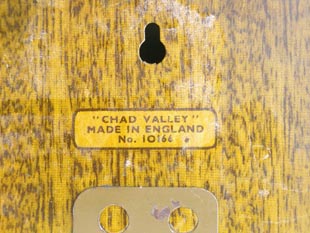 "CHAD VALLEY"
MADE IN ENGLAND
No. 10166